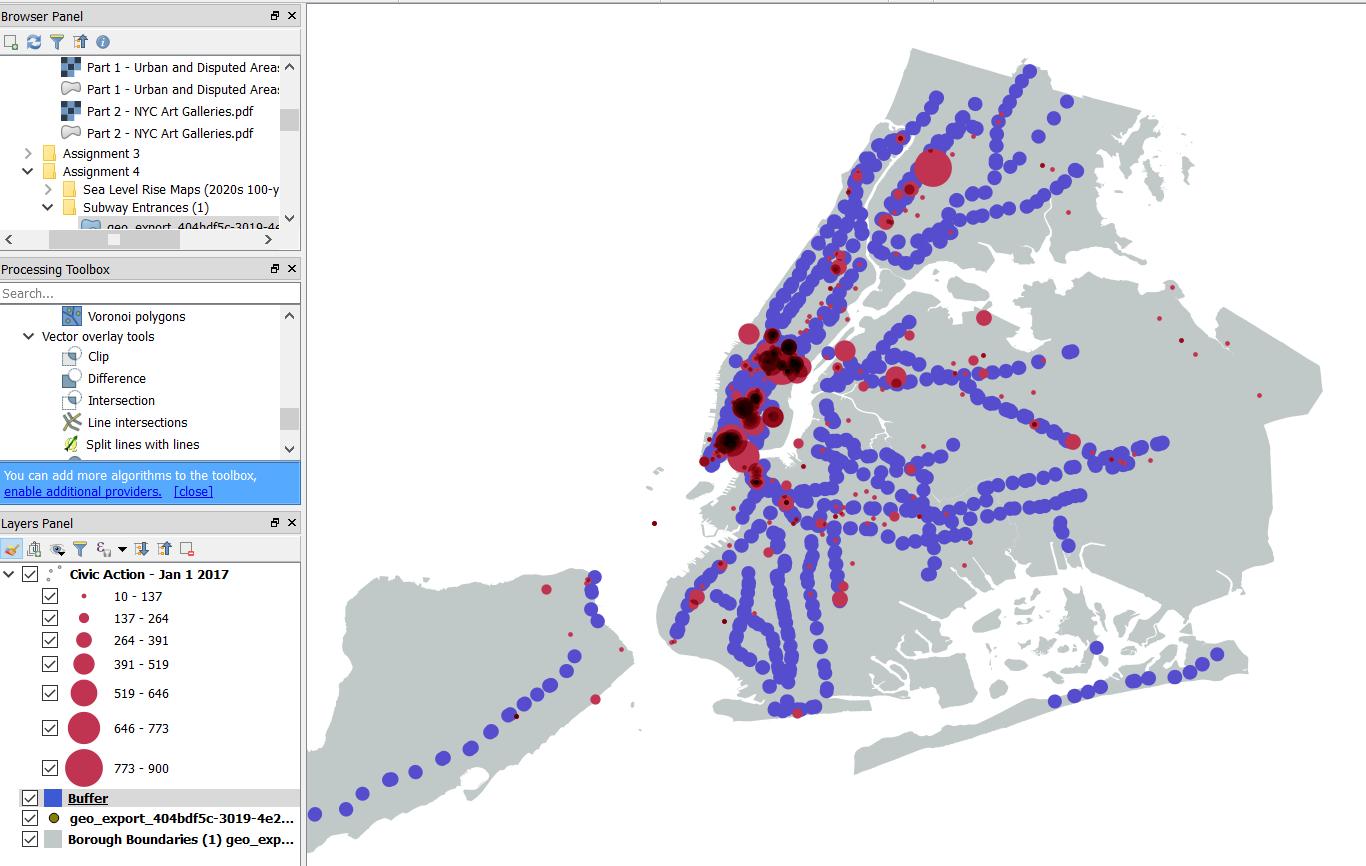 Browser Panel
Part 1 - Urban and Disputed Areas
Part 1 - Urban and Disputed Areas
Part 2 - NYC Art Galleries.pdf
Part 2 - NYC Art Galleries.pdf
Assignment 3
Assignment 4
Sea Level Rise Maps (2020s 100-y
Subway Entrances (1)
geo_export_404bdf5c-3019-4e
Processing Toolbox
Search...
Voronoi polygons
Vector overlay tools
Clip
Difference
Intersection
Line intersections
Split lines with lines
You can add more algorithms to the toolbox,
enable additional providers. [close]
Layers Panel
Civic Action - Jan 1 2017
10 - 137
137 - 264
264 - 391
391 - 519
519 - 646
646 - 773
773 - 900
Buffer
geo_export_404bdf5c-3019-4e2...
Borough Boundaries (1) geo_exp...